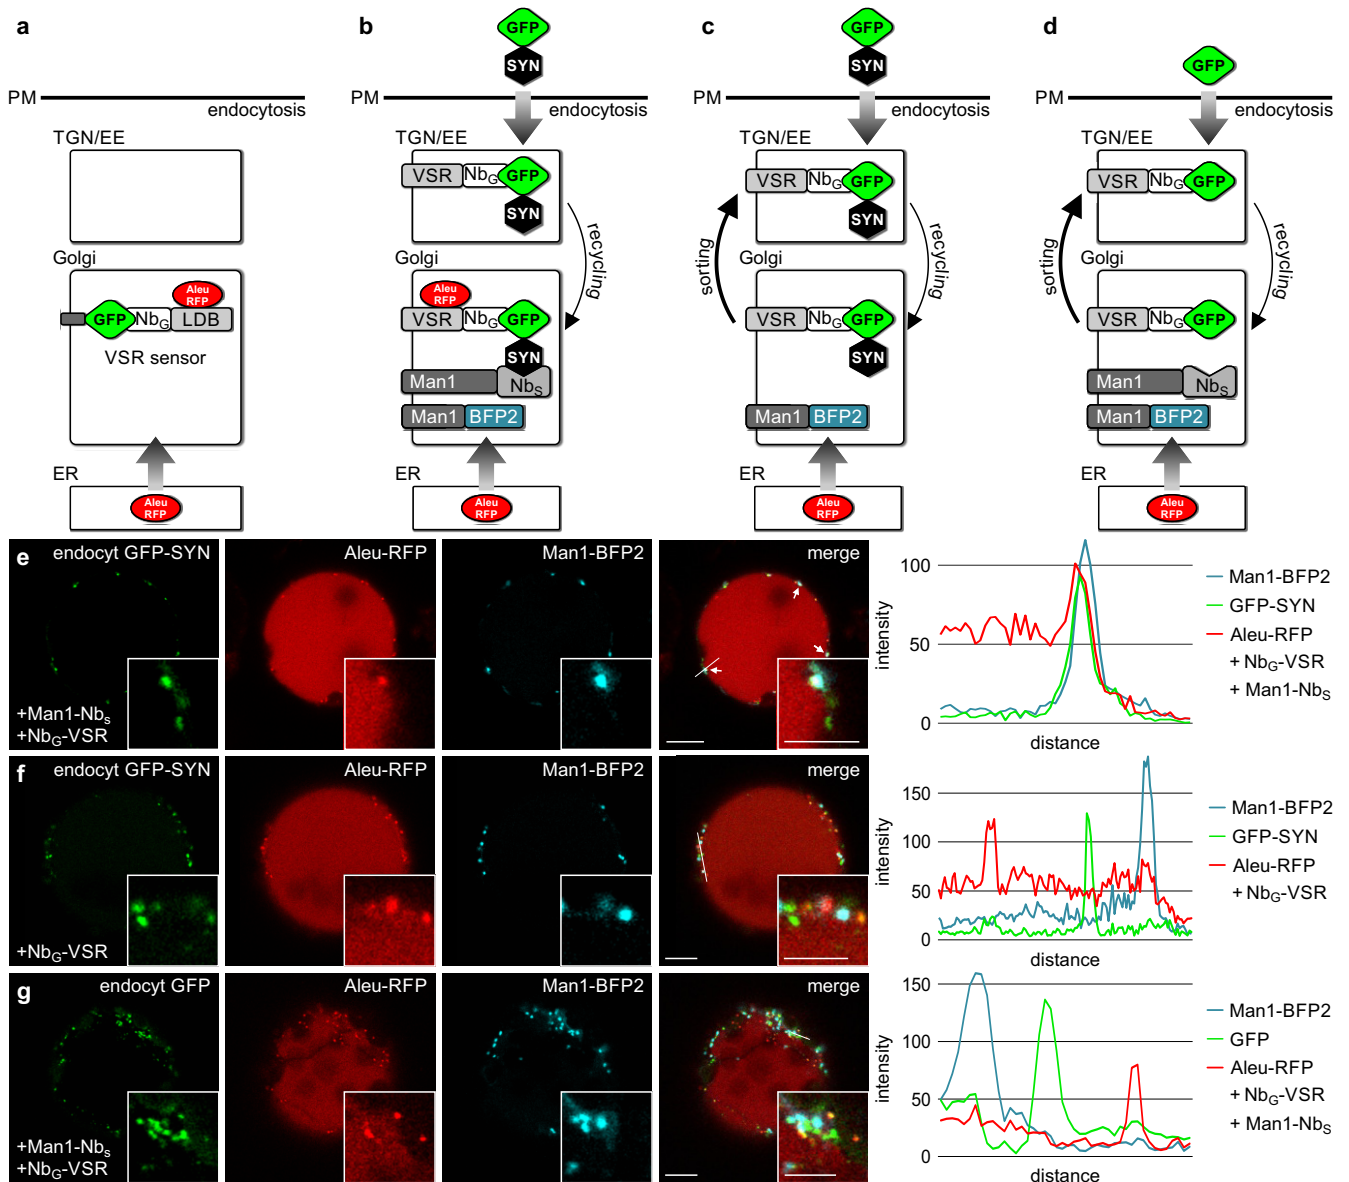 a
PM
endocytosis
TGN/EE
Golgi
Aleu
RFP
GFP NbG LDB
VSR sensor
ER
Aleu
RFP
b
GFP
SYN
endocytosis
TGN/EE
VSR NbG GFP
SYN
recycling
Golgi
Aleu
RFP
VSR NbG GFP
SYN
Man1 NbS
Man1 BFP2
ER
Aleu
RFP
c
GFP
SYN
PM
endocytosis
TGN/EE
VSR NbG GFP
SYN
sorting
recycling
Golgi
VSR NbG GFP
SYN
Man1 BFP2
ER
Aleu
RFP
d
GFP
PM
endocytosis
TGN/EE
VSR NbG GFP
sorting
recycling
Golgi
VSR NbG GFP
Man1 NbS
Man1 BFP2
ER
Aleu
RFP
PM
e endocyt GFP-SYN
+Man1-Nbs
+NbG-VSR
Aleu-RFP
Man1-BFP2
merge
100
50
0
intensity
distance
Man1-BFP2
GFP-SYN
Aleu-RFP
+ NbG-VSR
+ Man1-NbS
f endocyt GFP-SYN
+NbG-VSR
Aleu-RFP
Man1-BFP2
merge
150
100
50
0
intensity
distance
Man1-BFP2
GFP-SYN
Aleu-RFP
+ NbG-VSR
g endocyt GFP
+Man1-Nbs
+NbG-VSR
Aleu-RFP
Man1-BFP2
merge
150
100
50
0
intensity
distance
Man1-BFP2
GFP
Aleu-RFP
+ NbG-VSR
+ Man1-NbS